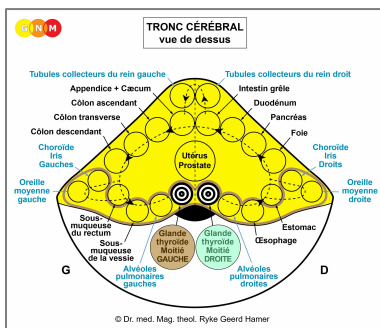 G N M
TRONC CÉRÉBRAL
vue de dessus
Tubules collecteurs du rein gauche
Tubules collecteurs du rein droit
Appendice + Cæcum
Intestin grêle
Côlon ascendant
Duodénum
Côlon transverse
Pancréas
Côlon descendant
Foie
Choroïde
Iris
Gauches
Choroïde
Iris
Droits
Utérus
Prostate
Oreille
moyenne
gauche
Oreille
moyenne
droite
Sous-
muqueuse
du rectum
Sous-
muqueuse
de la vessie
Glande
thyroïde
Moitié
GAUCHE
Glande
thyroïde
Moitié
DROITE
Estomac
Œsophage
G
D
Alvéoles
pulmonaires
gauches
Alvéoles
pulmonaires
droites
© Dr. med. Mag. theol. Ryke Geerd Hamer